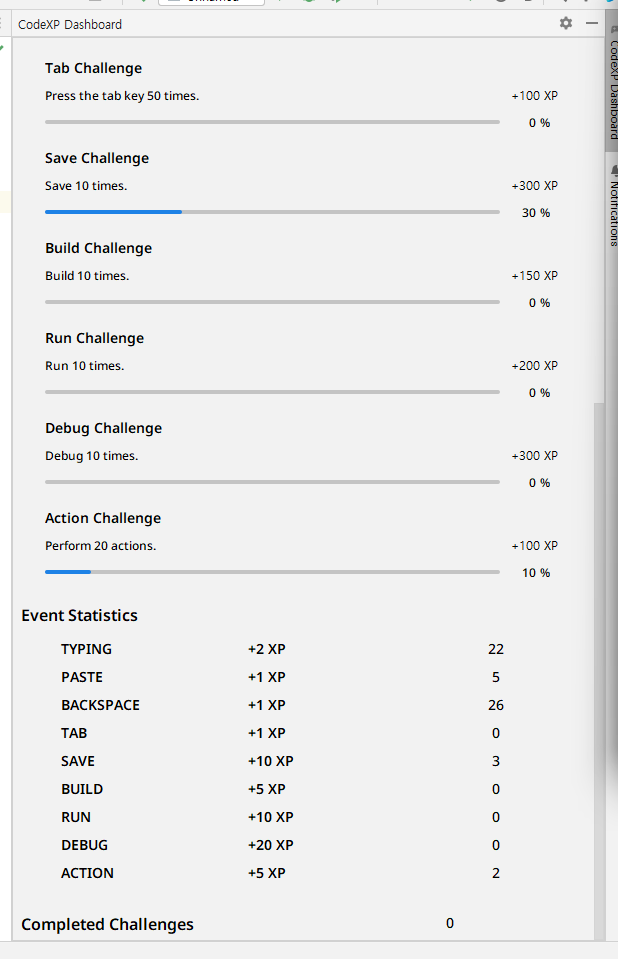 CodeXP Dashboard
Tab Challenge
Press the tab key 50 times.
+100 XP
0 %
Save Challenge
Save 10 times.
+300 XP
30 %
Build Challenge
Build 10 times.
+150 XP
0 %
Run Challenge
Run 10 times.
+200 XP
0 %
Debug Challenge
Debug 10 times.
+300 XP
0 %
Action Challenge
Perform 20 actions.
+100 XP
10 %
Event Statistics
TYPING +2 XP 22
PASTE +1 XP 5
BACKSPACE +1 XP 26
TAB +1 XP 0
SAVE +10 XP 3
BUILD +5 XP 0
RUN +10 XP 0
DEBUG +20 XP 0
ACTION +5 XP 2
Completed Challenges 0
CodeXP Dashboard
Notifications